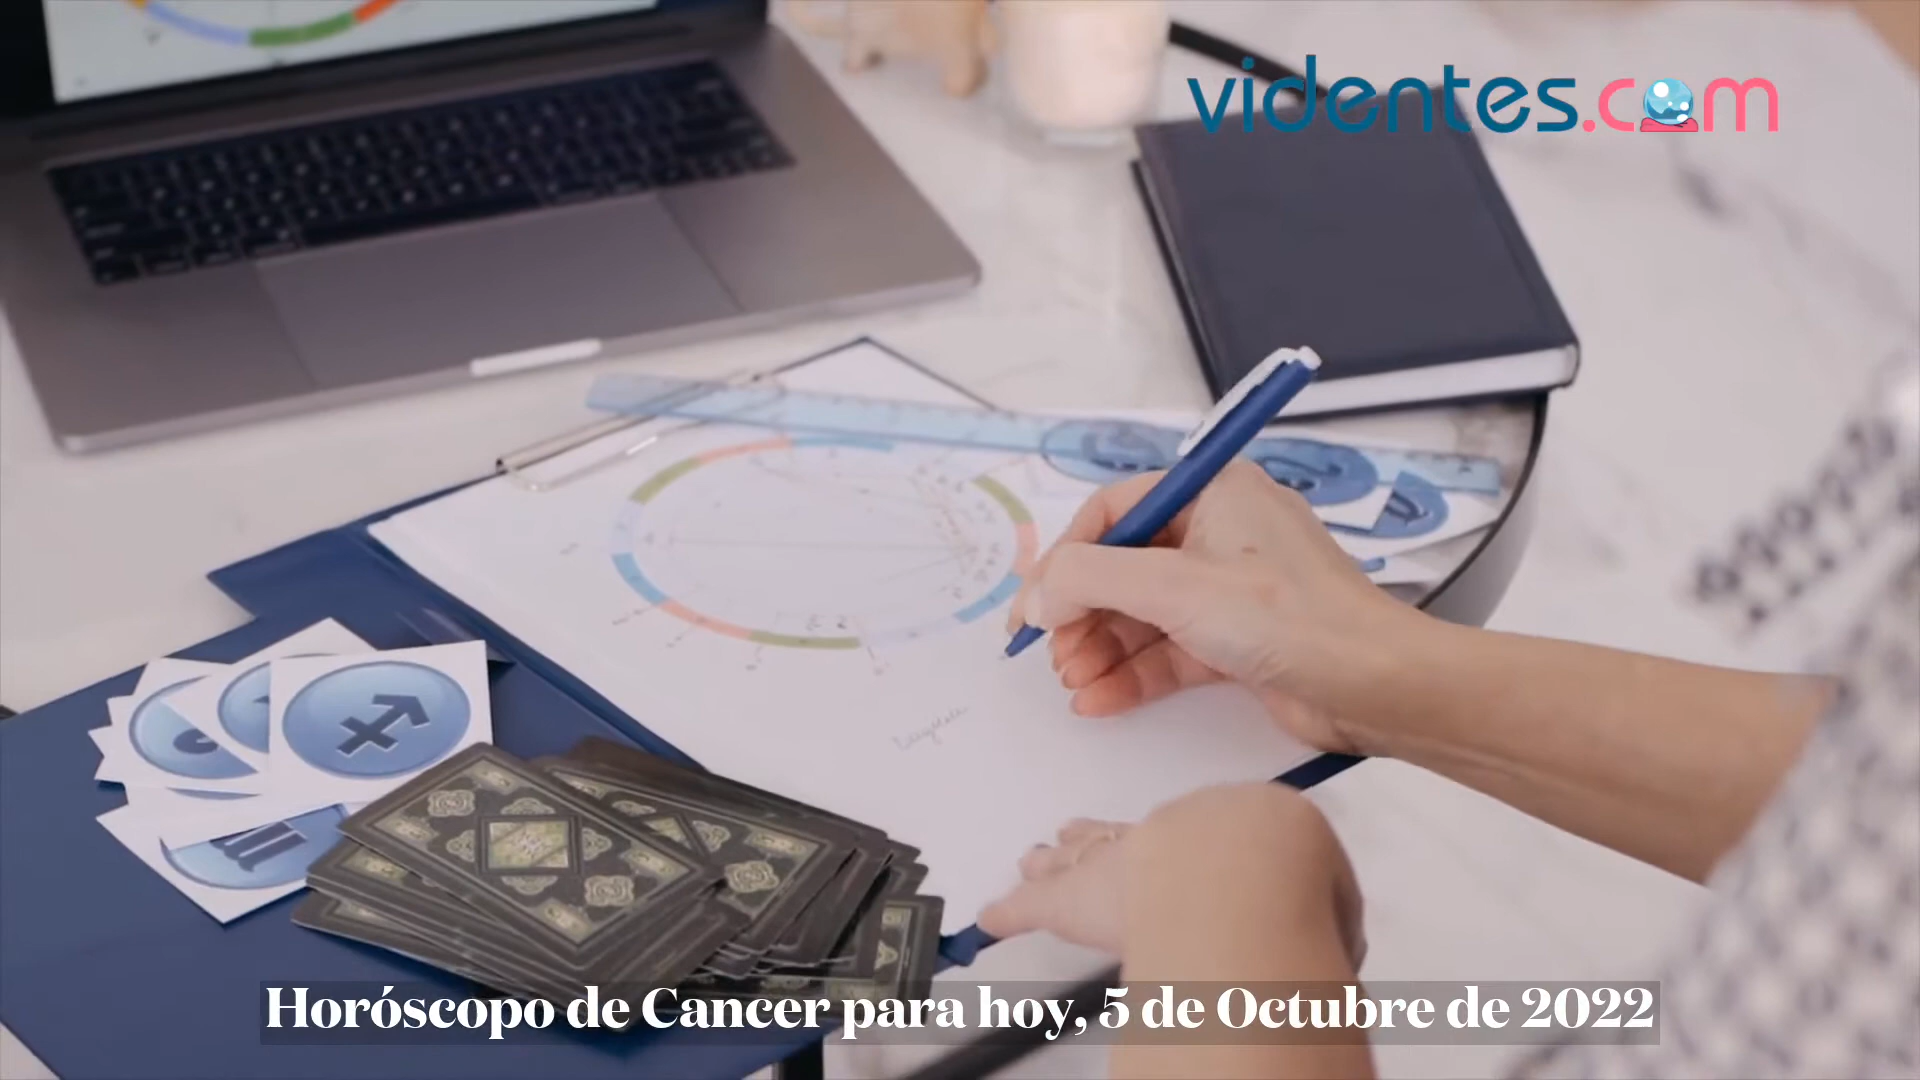 videntes.com
Horóscopo de Cancer para hoy, 5 de Octubre de 2022